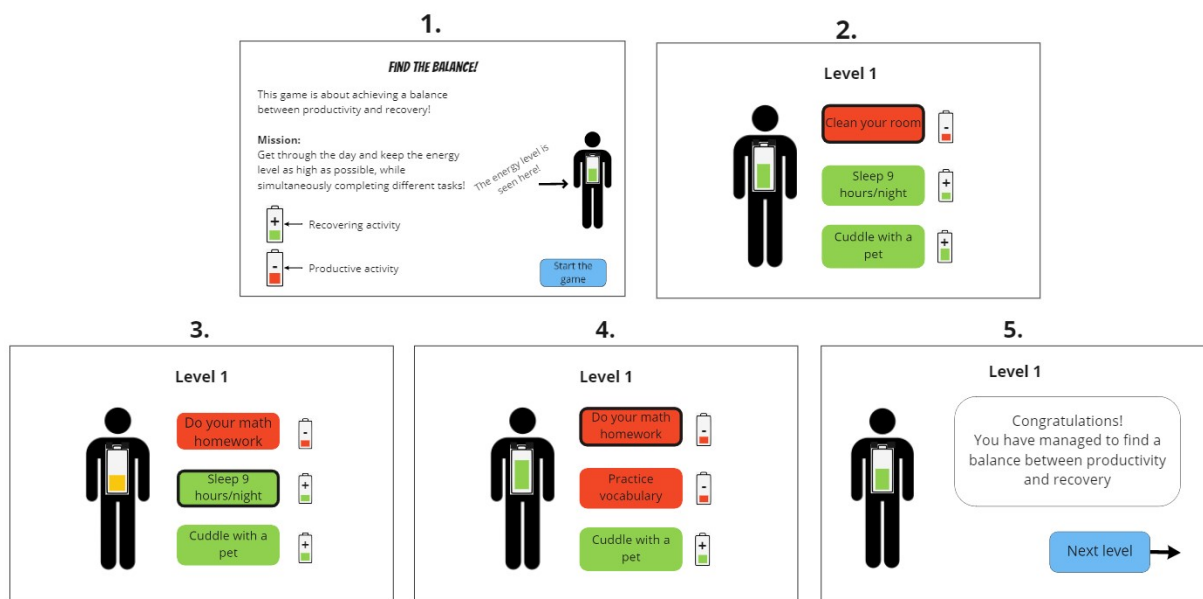 1.
FIND THE BALANCE!
This game is about achieving a balance
between productivity and recovery!
Mission:
Get through the day and keep the energy
level as high as possible, while
simultaneously completing different tasks!
The energy level is
seen here!
+
Recovering activity
-
Productive activity
Start the
game
2.
Level 1
Clean your room
-
Sleep 9
hours/night
+
Cuddle with a
pet
+
3.
Level 1
Do your math
homework
-
Sleep 9
hours/night
+
Cuddle with a
pet
+
4.
Level 1
Do your math
homework
-
Practice
vocabulary
-
Cuddle with a
pet
+
5.
Level 1
Congratulations!
You have managed to find a
balance between productivity
and recovery
Next level